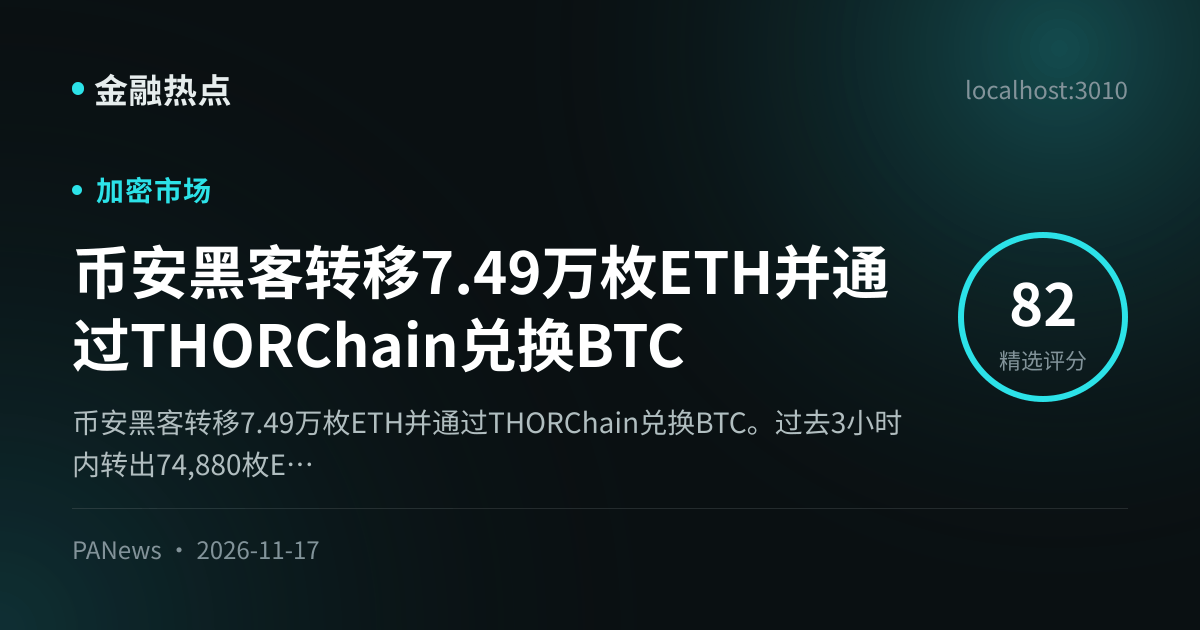 金融热点
localhost:3010
加密市场
币安黑客转移7.49万枚ETH并通
过THORChain兑换BTC
82
精选评分
币安黑客转移7.49万枚ETH并通过THORChain兑换BTC。过去3小时
内转出74,880枚E…
PANews • 2026-11-17